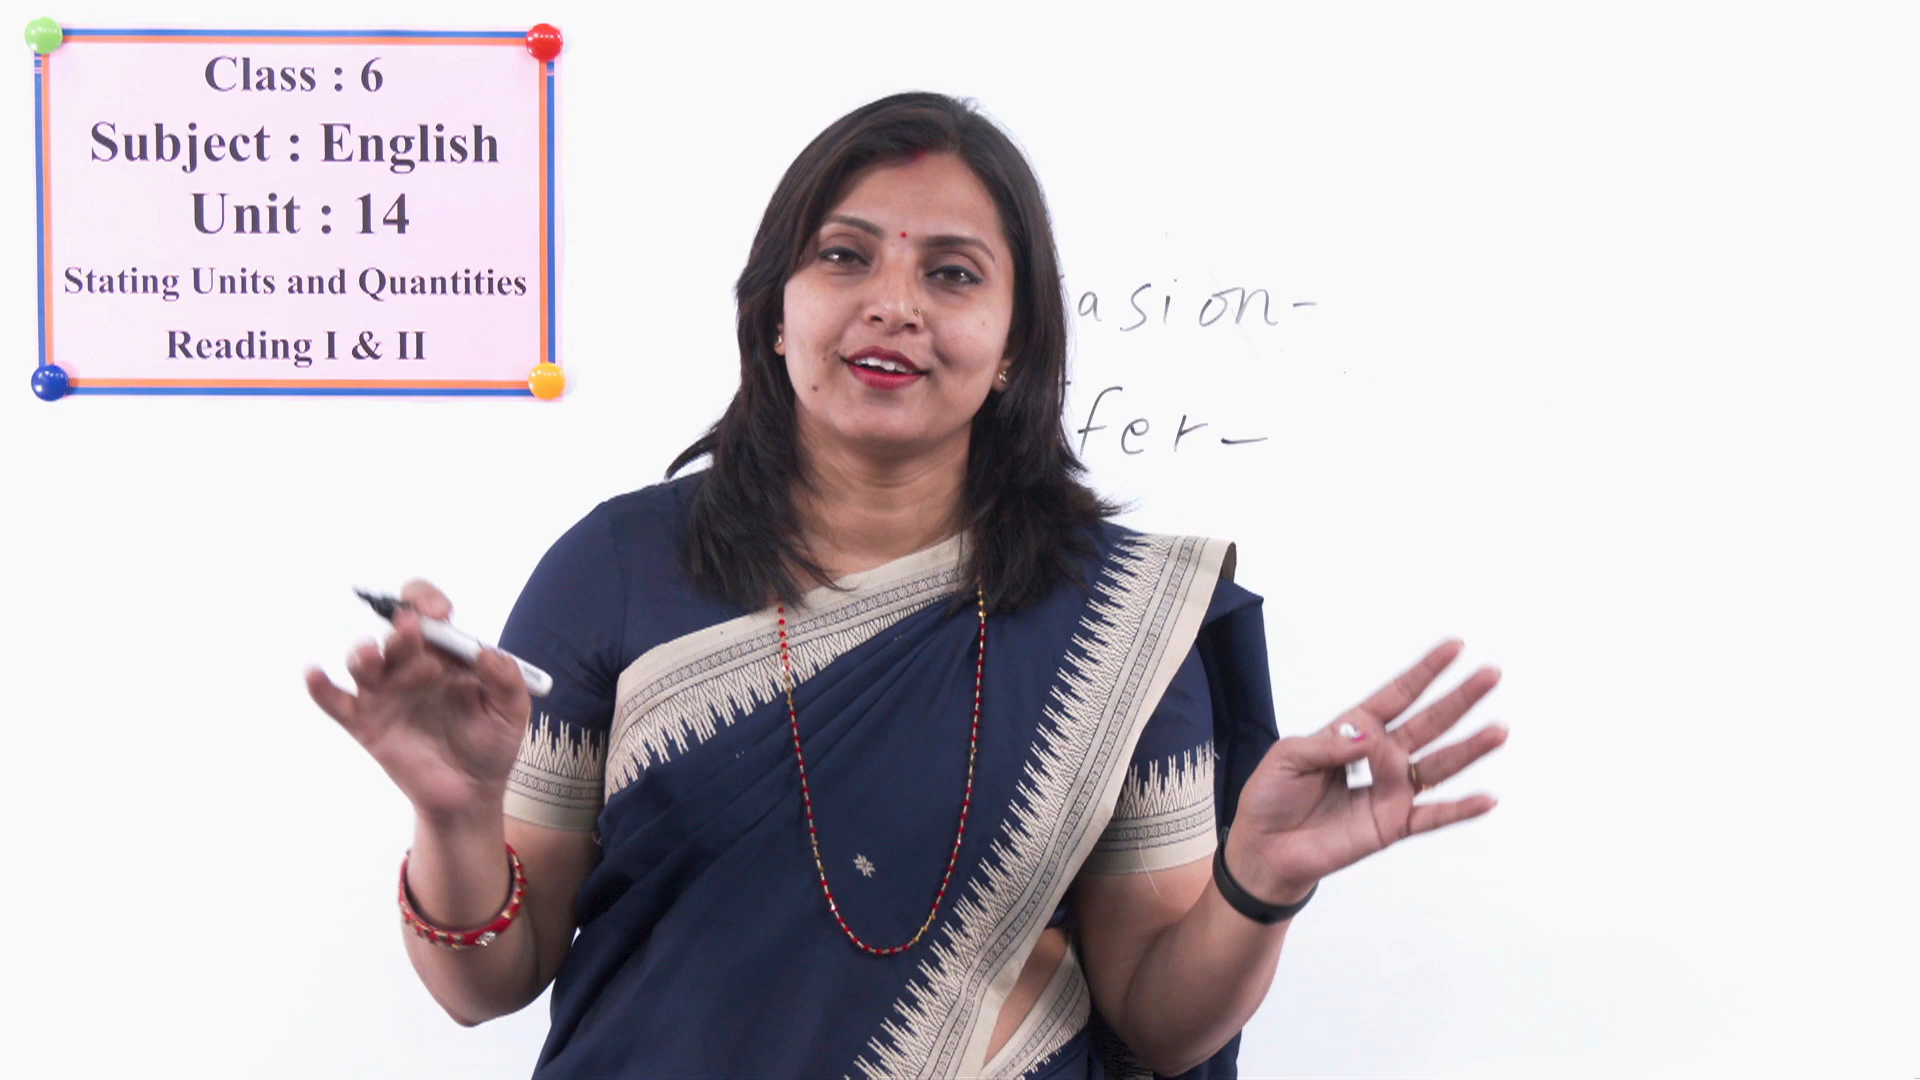 Class : 6
Subject : English
Unit : 14
Stating Units and Quantities
Reading I & II
asion-
fer-